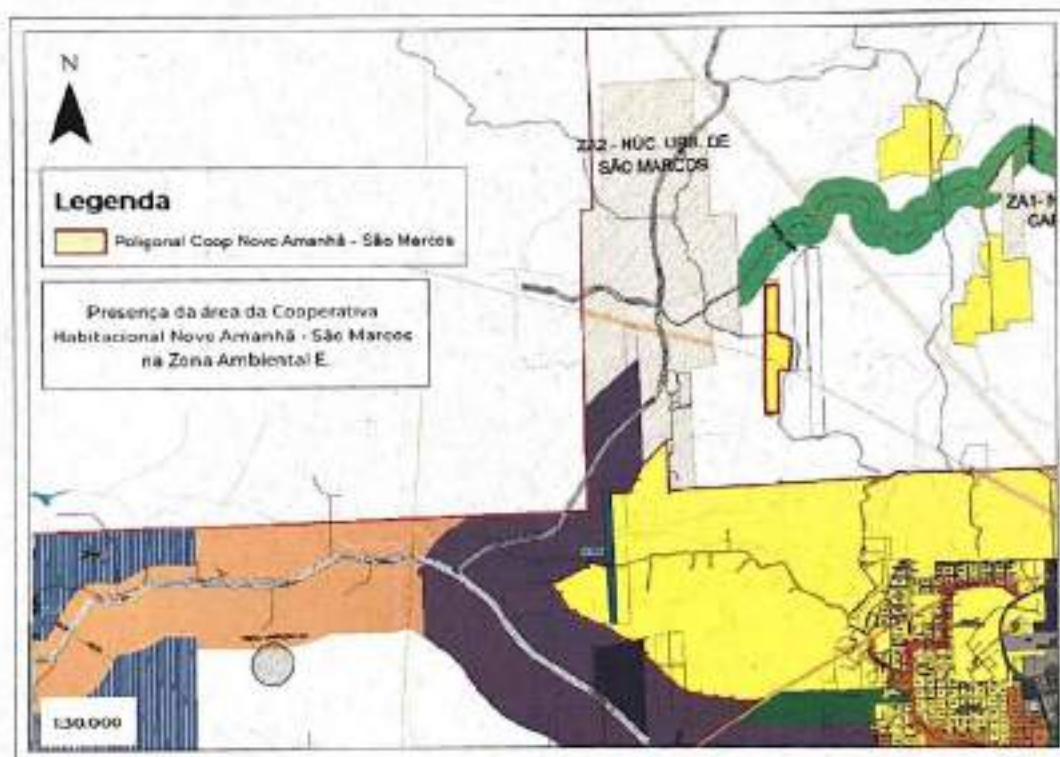 N
Legenda
Poligonal Coop Novo Amanhã - São Marcos
Presença da área da Cooperativa
Habitacional Novo Amanhã - São Marcos
na Zona Ambiental E.
ZA2 - NÚC. URB. DE
SÃO MARCOS
ZA1- N
1:30.000